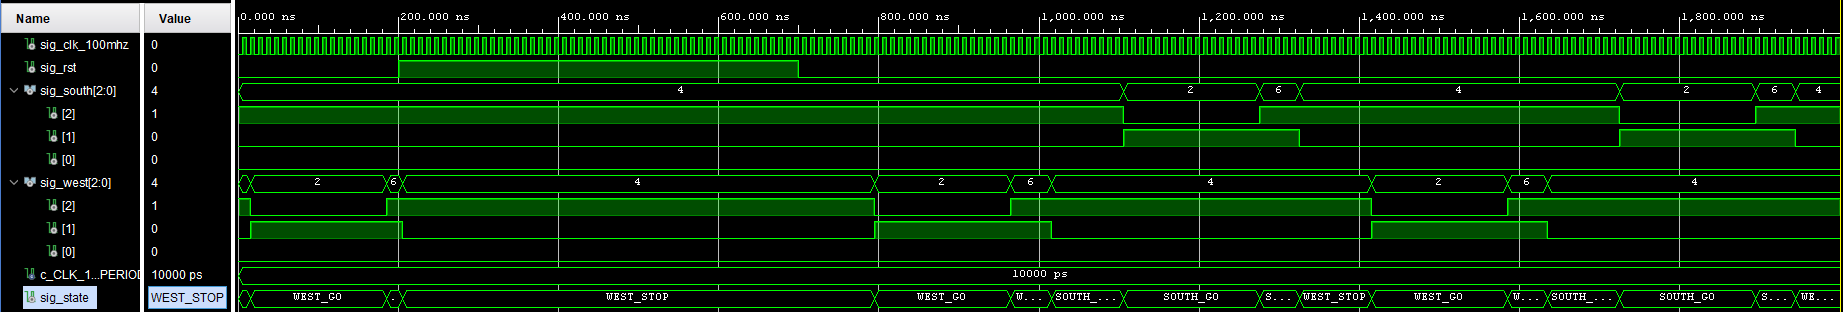 Name Value 0.000 ns 200.000 ns 400.000 ns 600.000 ns 800.000 ns 1,000.000 ns 1,200.000 ns 1,400.000 ns 1,600.000 ns 1,800.000 ns
sig_clk_100mhz 0
sig_rst 0
sig_south[2:0] 4 4 2 6 4 2 6 4
[2] 1
[1] 0
[0] 0
sig_west[2:0] 4 2 6 4 2 6 4 2 6 4
[2] 1
[1] 0
[0] 0
c_CLK_1...PERIOD 10000 ps 10000 ps
sig_state WEST_STOP WEST_GO . WEST_STOP WEST_GO W... SOUTH_... SOUTH_GO S... WEST_STOP WEST_GO W... SOUTH_... SOUTH_GO S... WE...